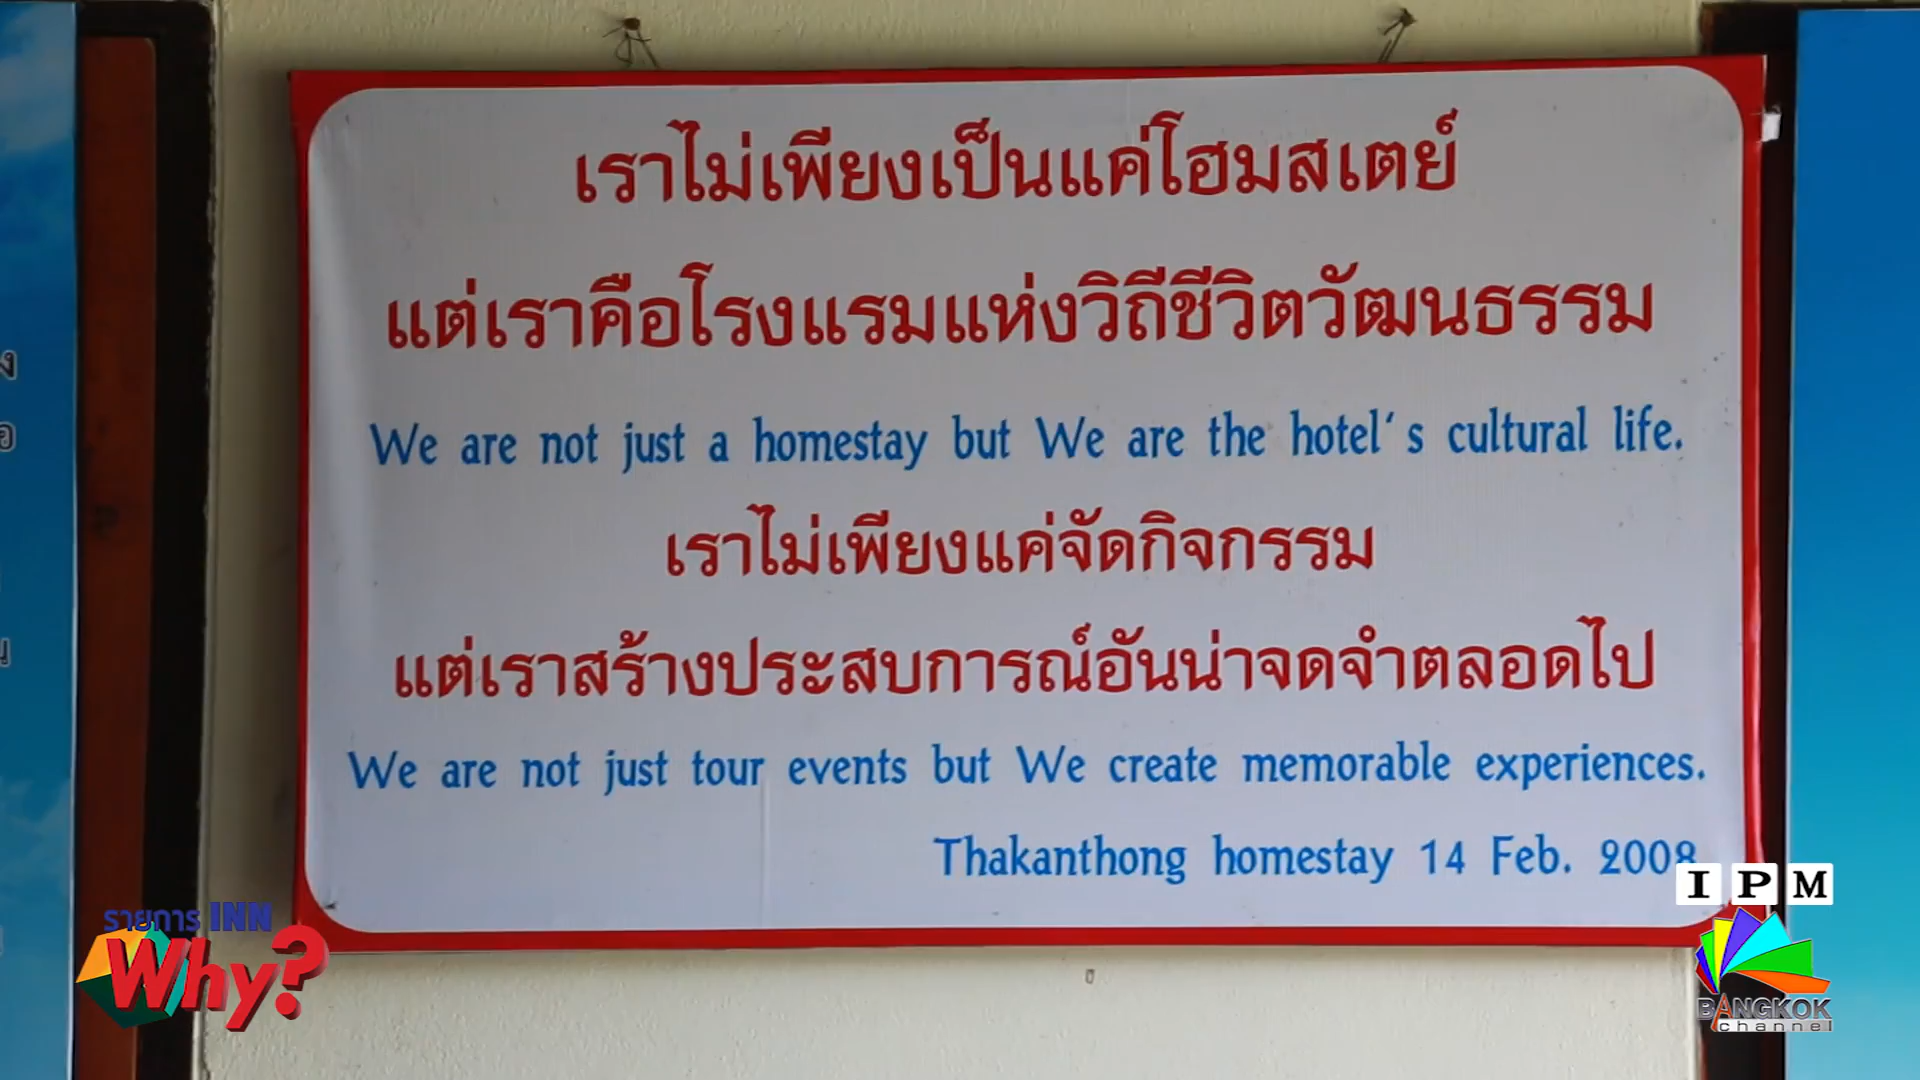 เราไม่เพียงเป็นแค่โฮมสเตย์
แต่เราคือโรงแรมแห่งวิถีชีวิตวัฒนธรรม
We are not just a homestay but We are the hotel's cultural life.
เราไม่เพียงแค่จัดกิจกรรม
แต่เราสร้างประสบการณ์อันน่าจดจำตลอดไป
We are not just tour events but We create memorable experiences.
Thakanthong homestay 14 Feb. 2008
รายการ INN
Why?
IPM
BANGKOK
channel